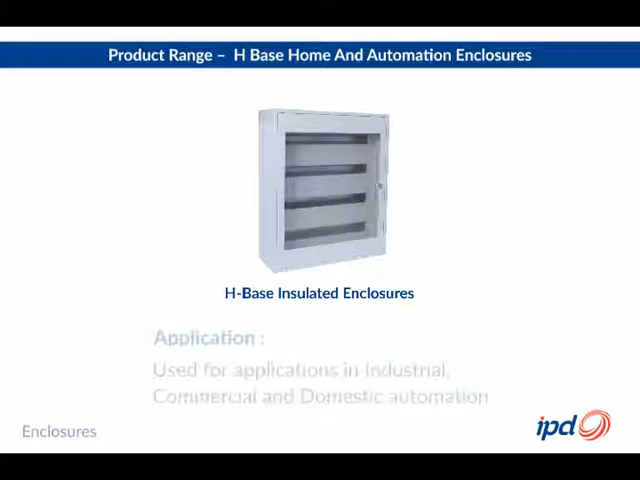 Product Range – H Base Home And Automation Enclosures
H-Base Insulated Enclosures
Application :
Used for applications in Industrial,
Commercial and Domestic automation
Enclosures
ipd